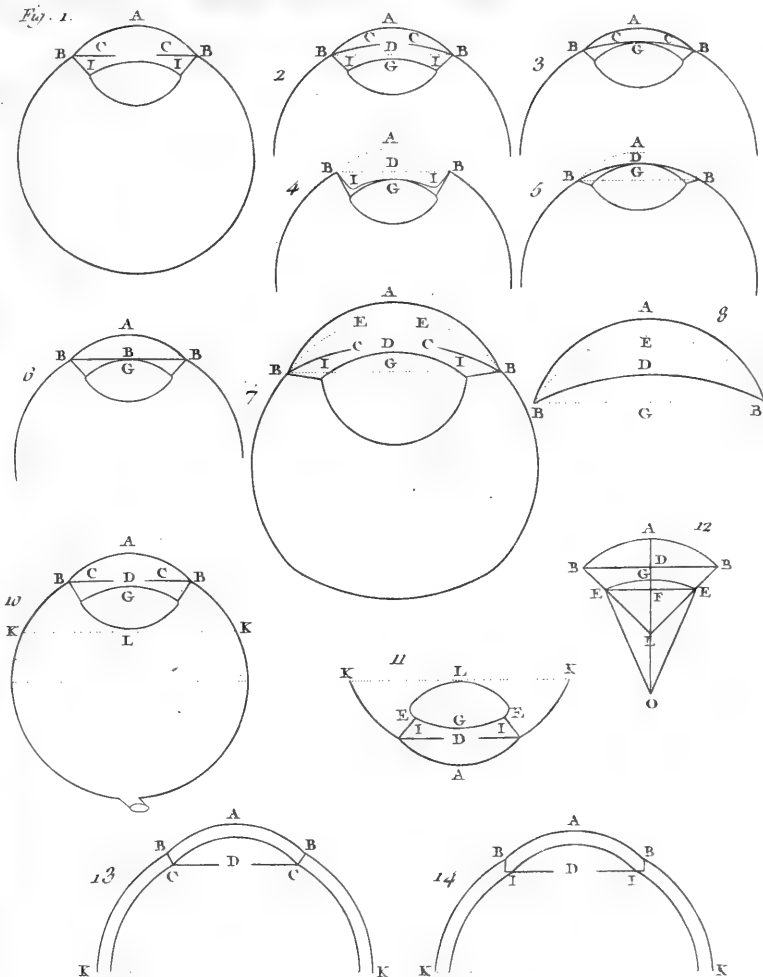 Fig. 1.
A
B C C B
I I
2
A
C C
B D B
I I
G
3
A
C C
B G B
4
A
B D B
I I
G
5
A
D
B G B
6
A
B B B
G
7
A
E E
C D C
B I G I B
8
A
E
D
B G B
10
A
B C D C B
G
K L K
11
K L K
E G E
I D I
A
12
A
B D B
G
E F E
L
O
13
A
B B
C D C
K K
14
A
B B
I D I
K K